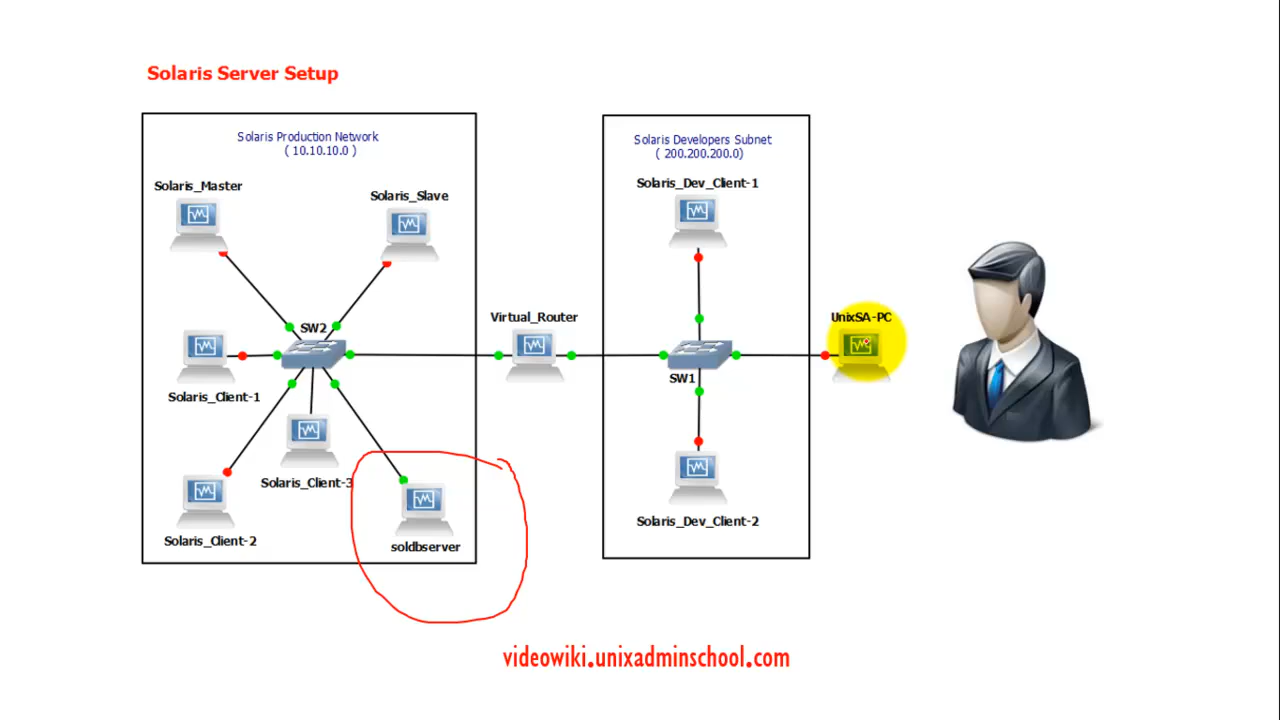 Solaris Server Setup
Solaris Production Network
( 10.10.10.0 )
Solaris_Master
Solaris_Slave
SW2
Solaris_Client-1
Solaris_Client-3
Solaris_Client-2
soldbserver
Virtual_Router
Solaris Developers Subnet
( 200.200.200.0)
Solaris_Dev_Client-1
SW1
Solaris_Dev_Client-2
UnixSA-PC
videowiki.unixadminschool.com